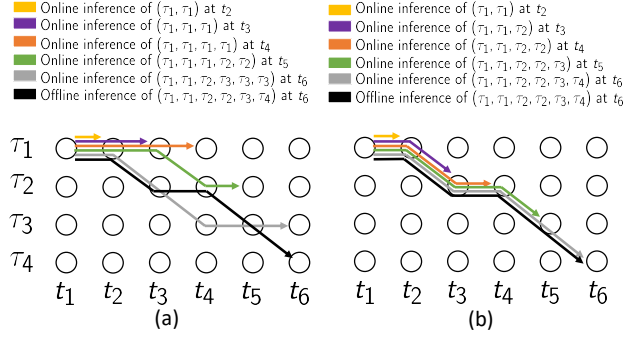 Online inference of (τ₁, τ₁) at t₂
Online inference of (τ₁, τ₁, τ₁) at t₃
Online inference of (τ₁, τ₁, τ₁, τ₁) at t₄
Online inference of (τ₁, τ₁, τ₁, τ₂, τ₂) at t₅
Online inference of (τ₁, τ₁, τ₂, τ₃, τ₃, τ₃) at t₆
Offline inference of (τ₁, τ₁, τ₂, τ₂, τ₃, τ₄) at t₆
τ₁
τ₂
τ₃
τ₄
t₁ t₂ t₃ t₄ t₅ t₆
(a)
Online inference of (τ₁, τ₁) at t₂
Online inference of (τ₁, τ₁, τ₂) at t₃
Online inference of (τ₁, τ₁, τ₂, τ₂) at t₄
Online inference of (τ₁, τ₁, τ₂, τ₂, τ₃) at t₅
Online inference of (τ₁, τ₁, τ₂, τ₂, τ₃, τ₄) at t₆
Offline inference of (τ₁, τ₁, τ₂, τ₂, τ₃, τ₄) at t₆
t₁ t₂ t₃ t₄ t₅ t₆
(b)